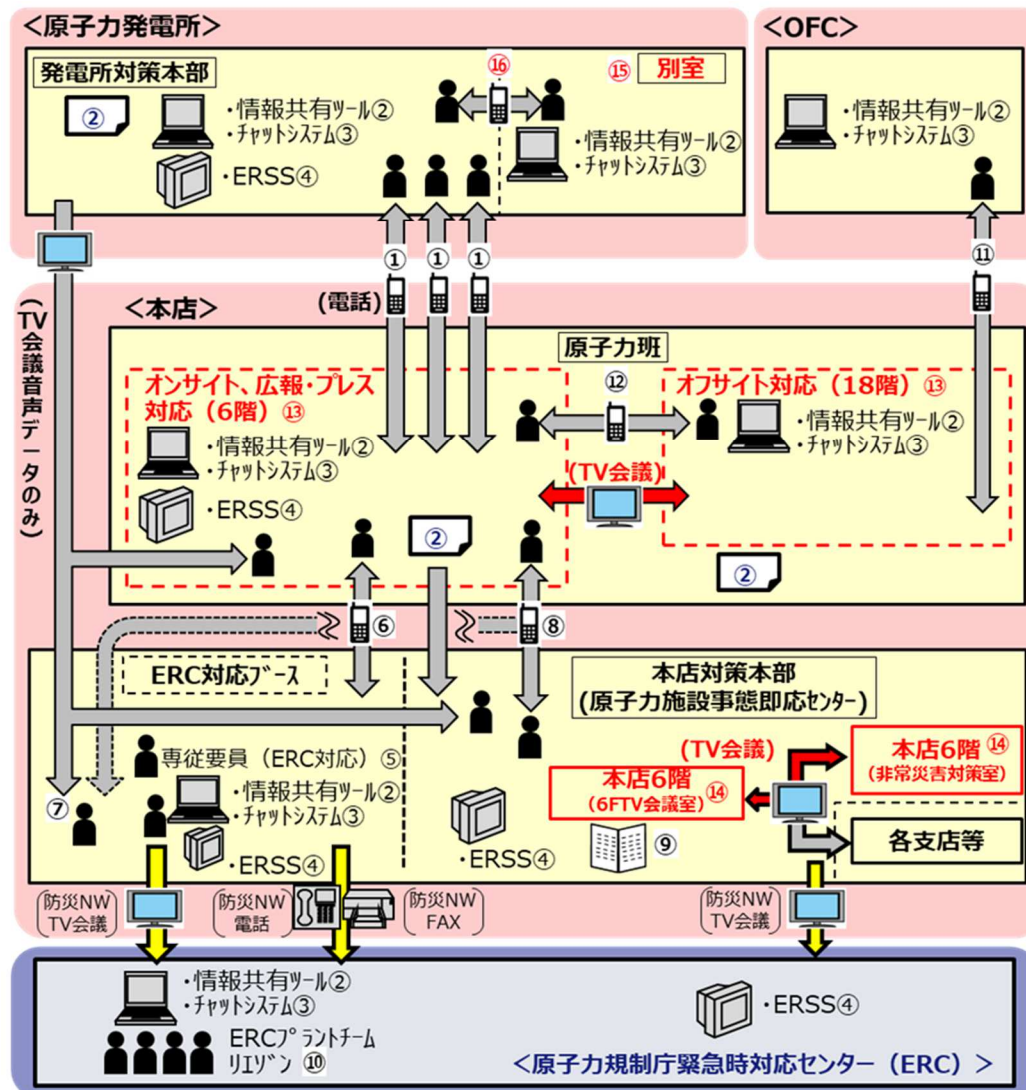 <原子力発電所>
発電所対策本部
②
・情報共有ツール②
・チャットシステム③
・ERSS④
⑯
⑮ 別室
・情報共有ツール②
・チャットシステム③
<OFC>
・情報共有ツール②
・チャットシステム③
①
①
①
⑪
(電話)
(TV会議音声データのみ)
<本店>
原子力班
オンサイト、広報・プレス
対応（6階）⑬
・情報共有ツール②
・チャットシステム③
・ERSS④
⑫
オフサイト対応（18階）⑬
・情報共有ツール②
・チャットシステム③
(TV会議)
②
②
⑥
⑧
ERC対応ブース
専従要員（ERC対応）⑤
・情報共有ツール②
・チャットシステム③
・ERSS④
⑦
本店対策本部
(原子力施設事態即応センター)
・ERSS④
(TV会議)
本店6階 ⑭
(6FTV会議室)
⑨
本店6階 ⑭
(非常災害対策室)
各支店等
防災NW
TV会議
防災NW
電話
防災NW
FAX
防災NW
TV会議
・情報共有ツール②
・チャットシステム③
ERCプラントチーム
リエゾン ⑩
・ERSS④
<原子力規制庁緊急時対応センター（ERC）>